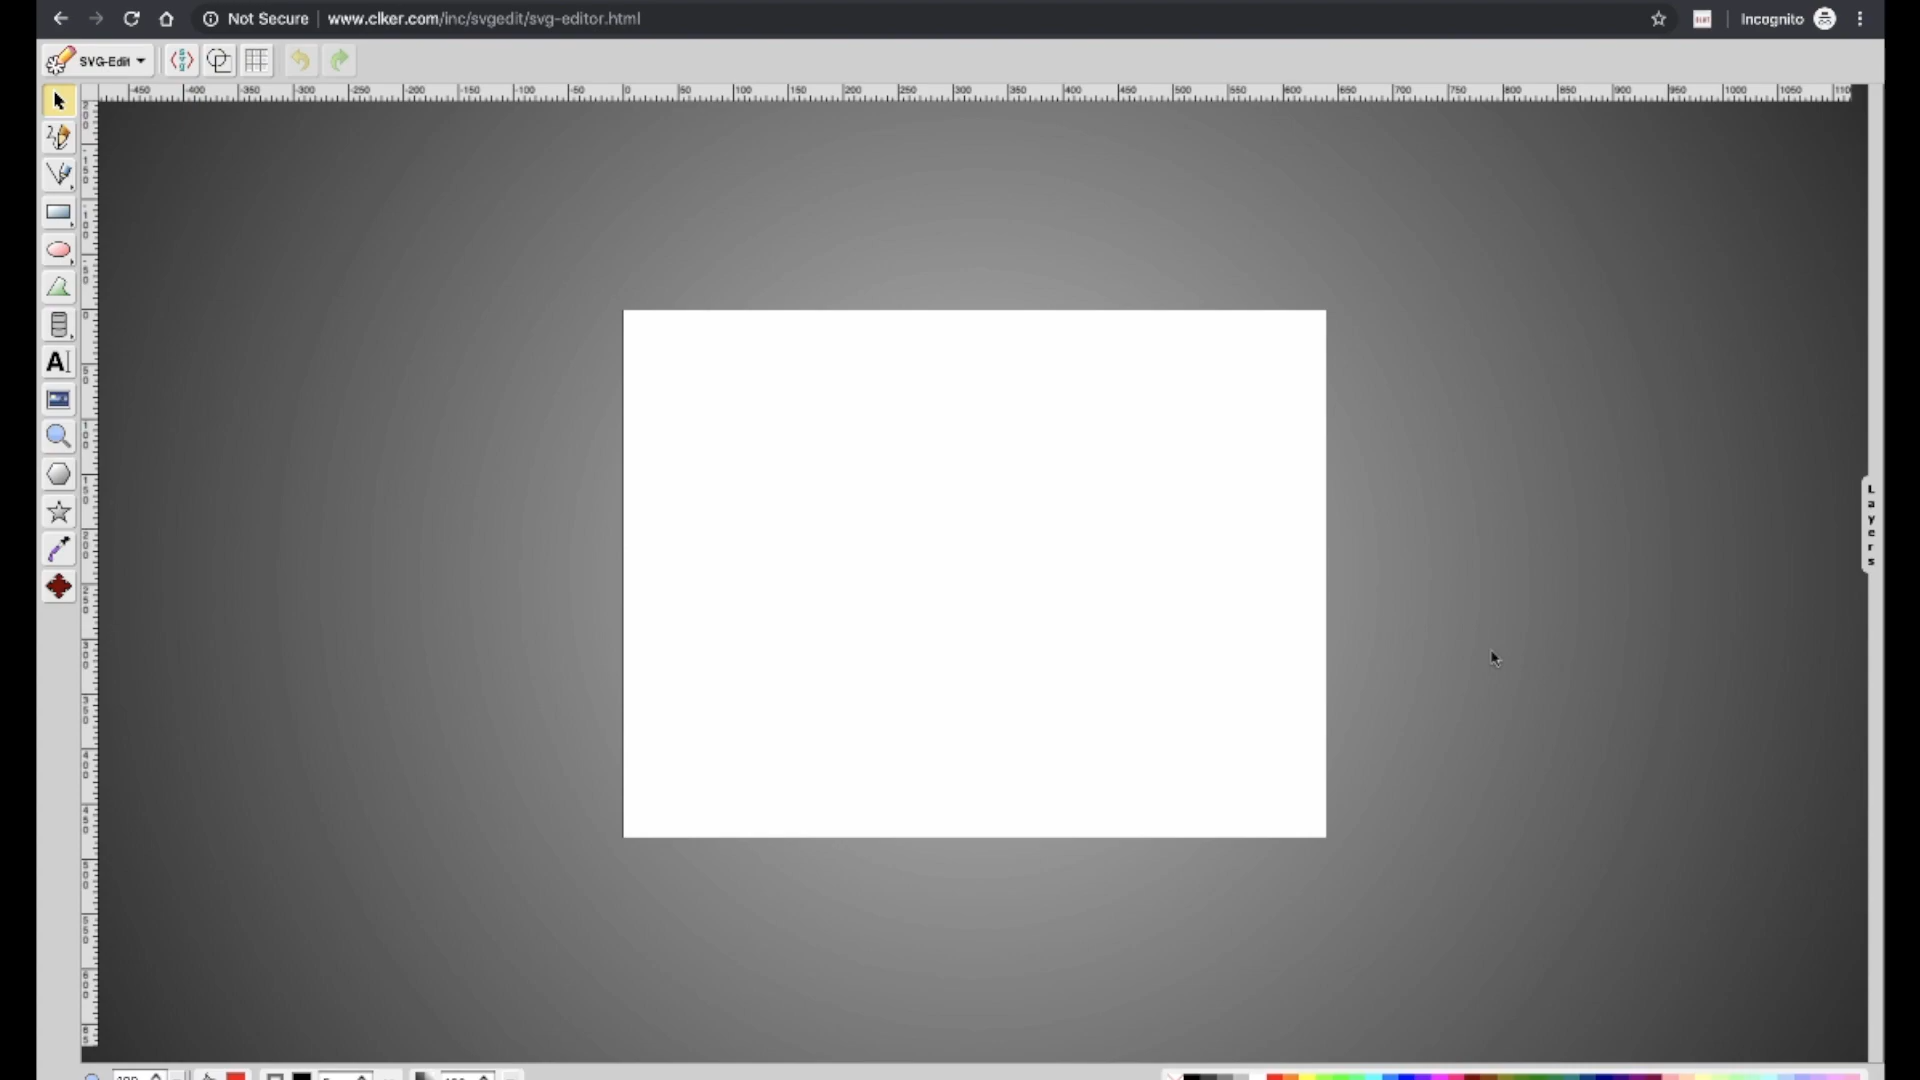 Not Secure | www.clker.com/inc/svgedit/svg-editor.html Incognito
SVG-Edit
-450 -400 -350 -300 -250 -200 -150 -100 -50 0 50 100 150 200 250 300 350 400 450 500 550 600 650 700 750 800 850 900 950 1000 1050 110
A
Layers